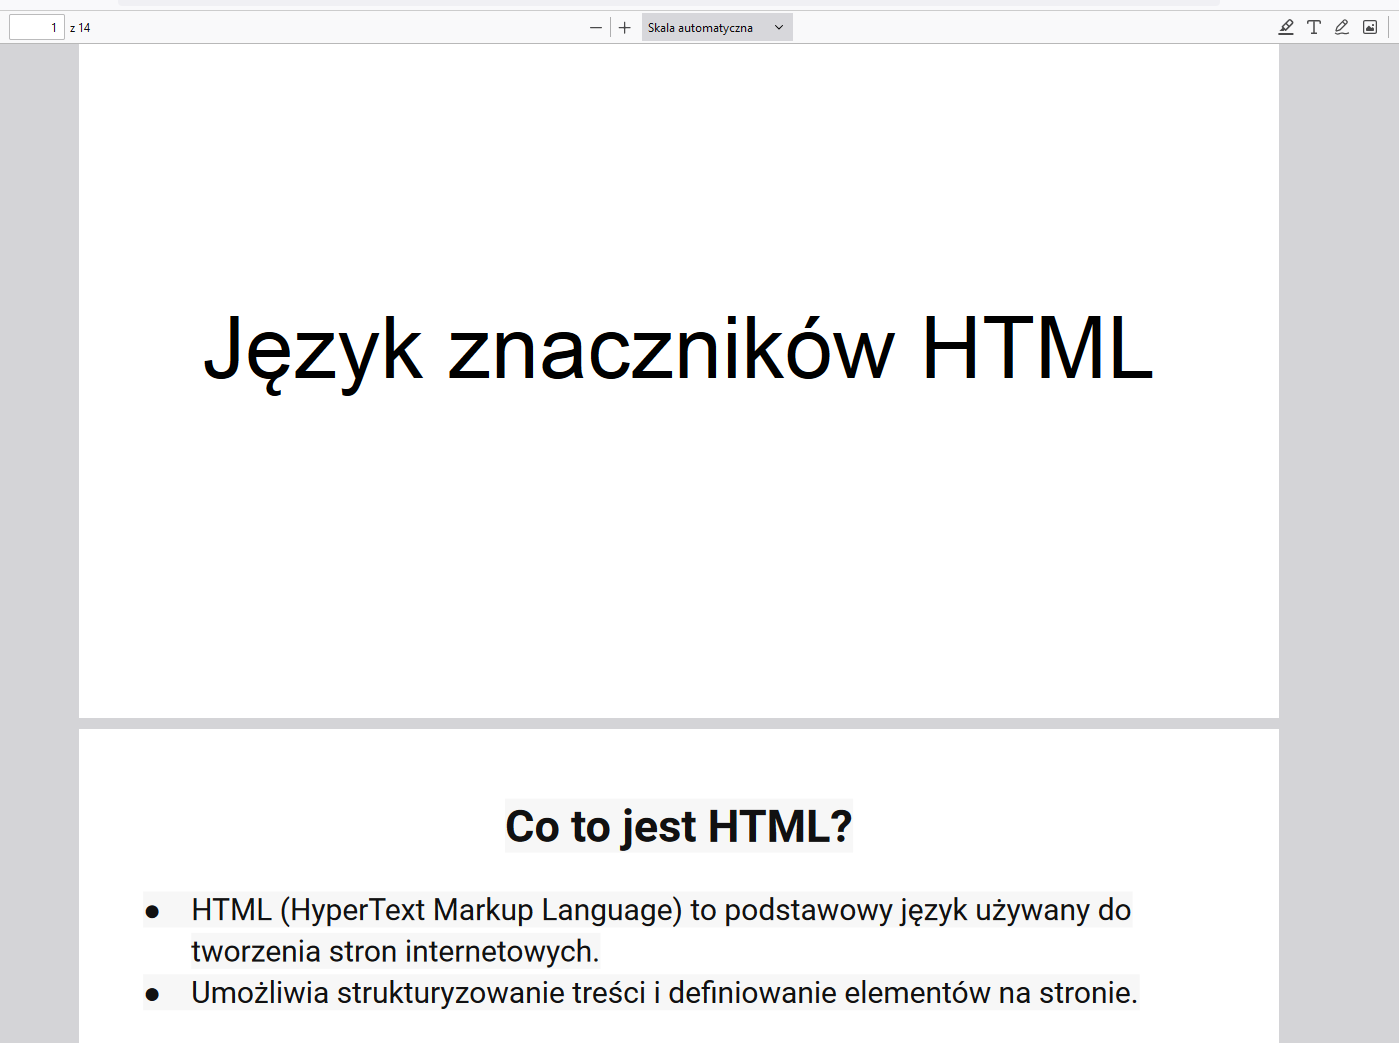 1 z 14
Skala automatyczna
Język znaczników HTML
Co to jest HTML?
● HTML (HyperText Markup Language) to podstawowy język używany do
tworzenia stron internetowych.
● Umożliwia strukturyzowanie treści i definiowanie elementów na stronie.